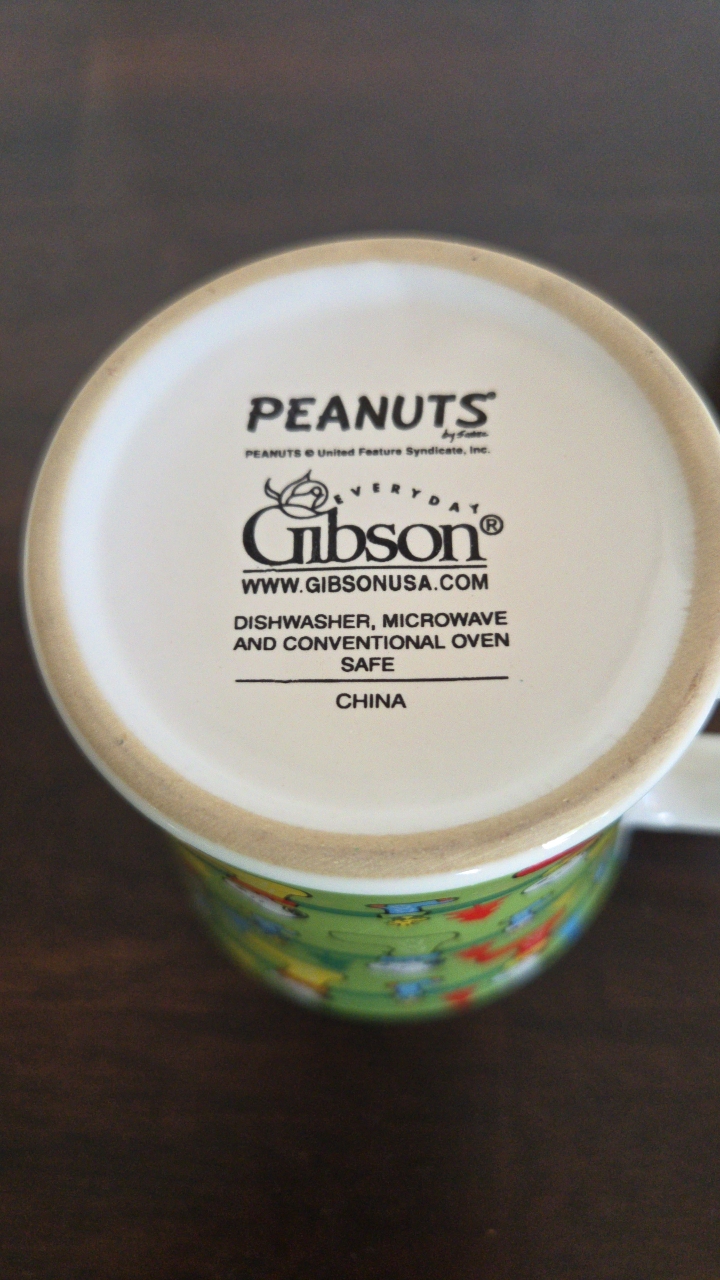 PEANUTS
by Schulz
PEANUTS © United Feature Syndicate, Inc.
EVERYDAY
Gibson®
WWW.GIBSONUSA.COM
DISHWASHER, MICROWAVE
AND CONVENTIONAL OVEN
SAFE
CHINA